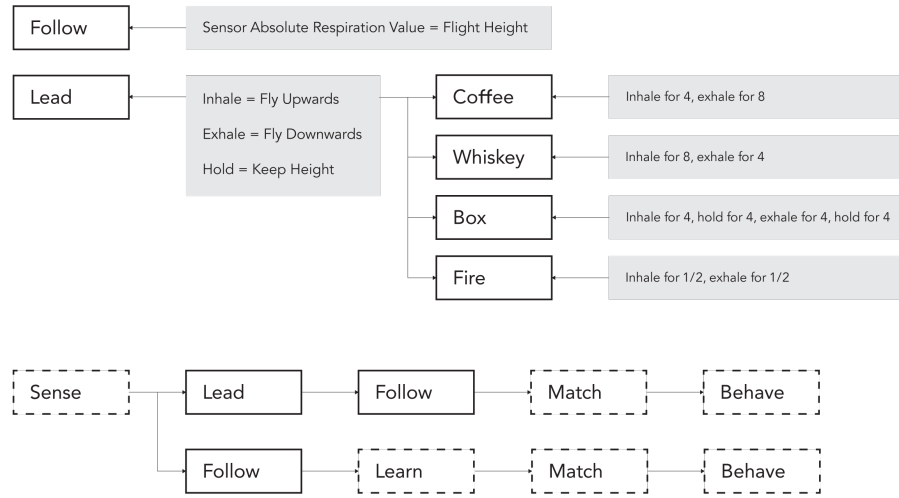 Follow
Sensor Absolute Respiration Value = Flight Height
Lead
Inhale = Fly Upwards
Exhale = Fly Downwards
Hold = Keep Height
Coffee
Inhale for 4, exhale for 8
Whiskey
Inhale for 8, exhale for 4
Box
Inhale for 4, hold for 4, exhale for 4, hold for 4
Fire
Inhale for 1/2, exhale for 1/2
Sense
Lead
Follow
Match
Behave
Follow
Learn
Match
Behave